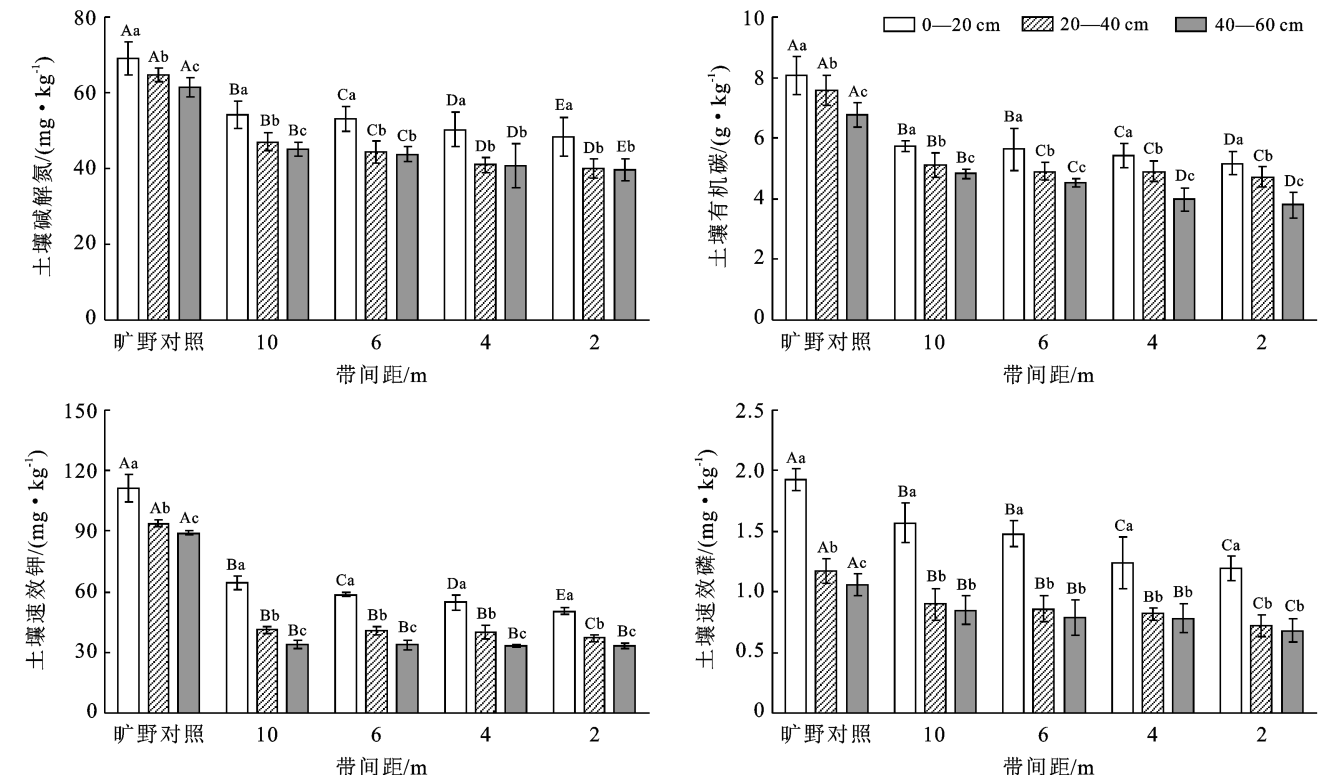 80
60
40
20
0
土壤碱解氮/(mg·kg⁻¹)
Aa Ab Ac
Ba Bb Bc
Ca Cb Cb
Da Db Db
Ea Eb Eb
旷野对照 10 6 4 2
带间距/m
0—20 cm 20—40 cm 40—60 cm
10
8
6
4
2
0
土壤有机碳/(g·kg⁻¹)
Aa Ab Ac
Ba Bb Bc
Ba Cb Cc
Ca Cb Dc
Da Cb Dc
旷野对照 10 6 4 2
带间距/m
150
120
90
60
30
0
土壤速效钾/(mg·kg⁻¹)
Aa Ab Ac
Ba Bb Bc
Ca Bb Bc
Da Bb Bc
Ea Cb Bc
旷野对照 10 6 4 2
带间距/m
2.5
2.0
1.5
1.0
0.5
0
土壤速效磷/(mg·kg⁻¹)
Aa Ab Ac
Ba Bb Bb
Ba Bb Bb
Ca Bb Bb
Ca Cb Cb
旷野对照 10 6 4 2
带间距/m